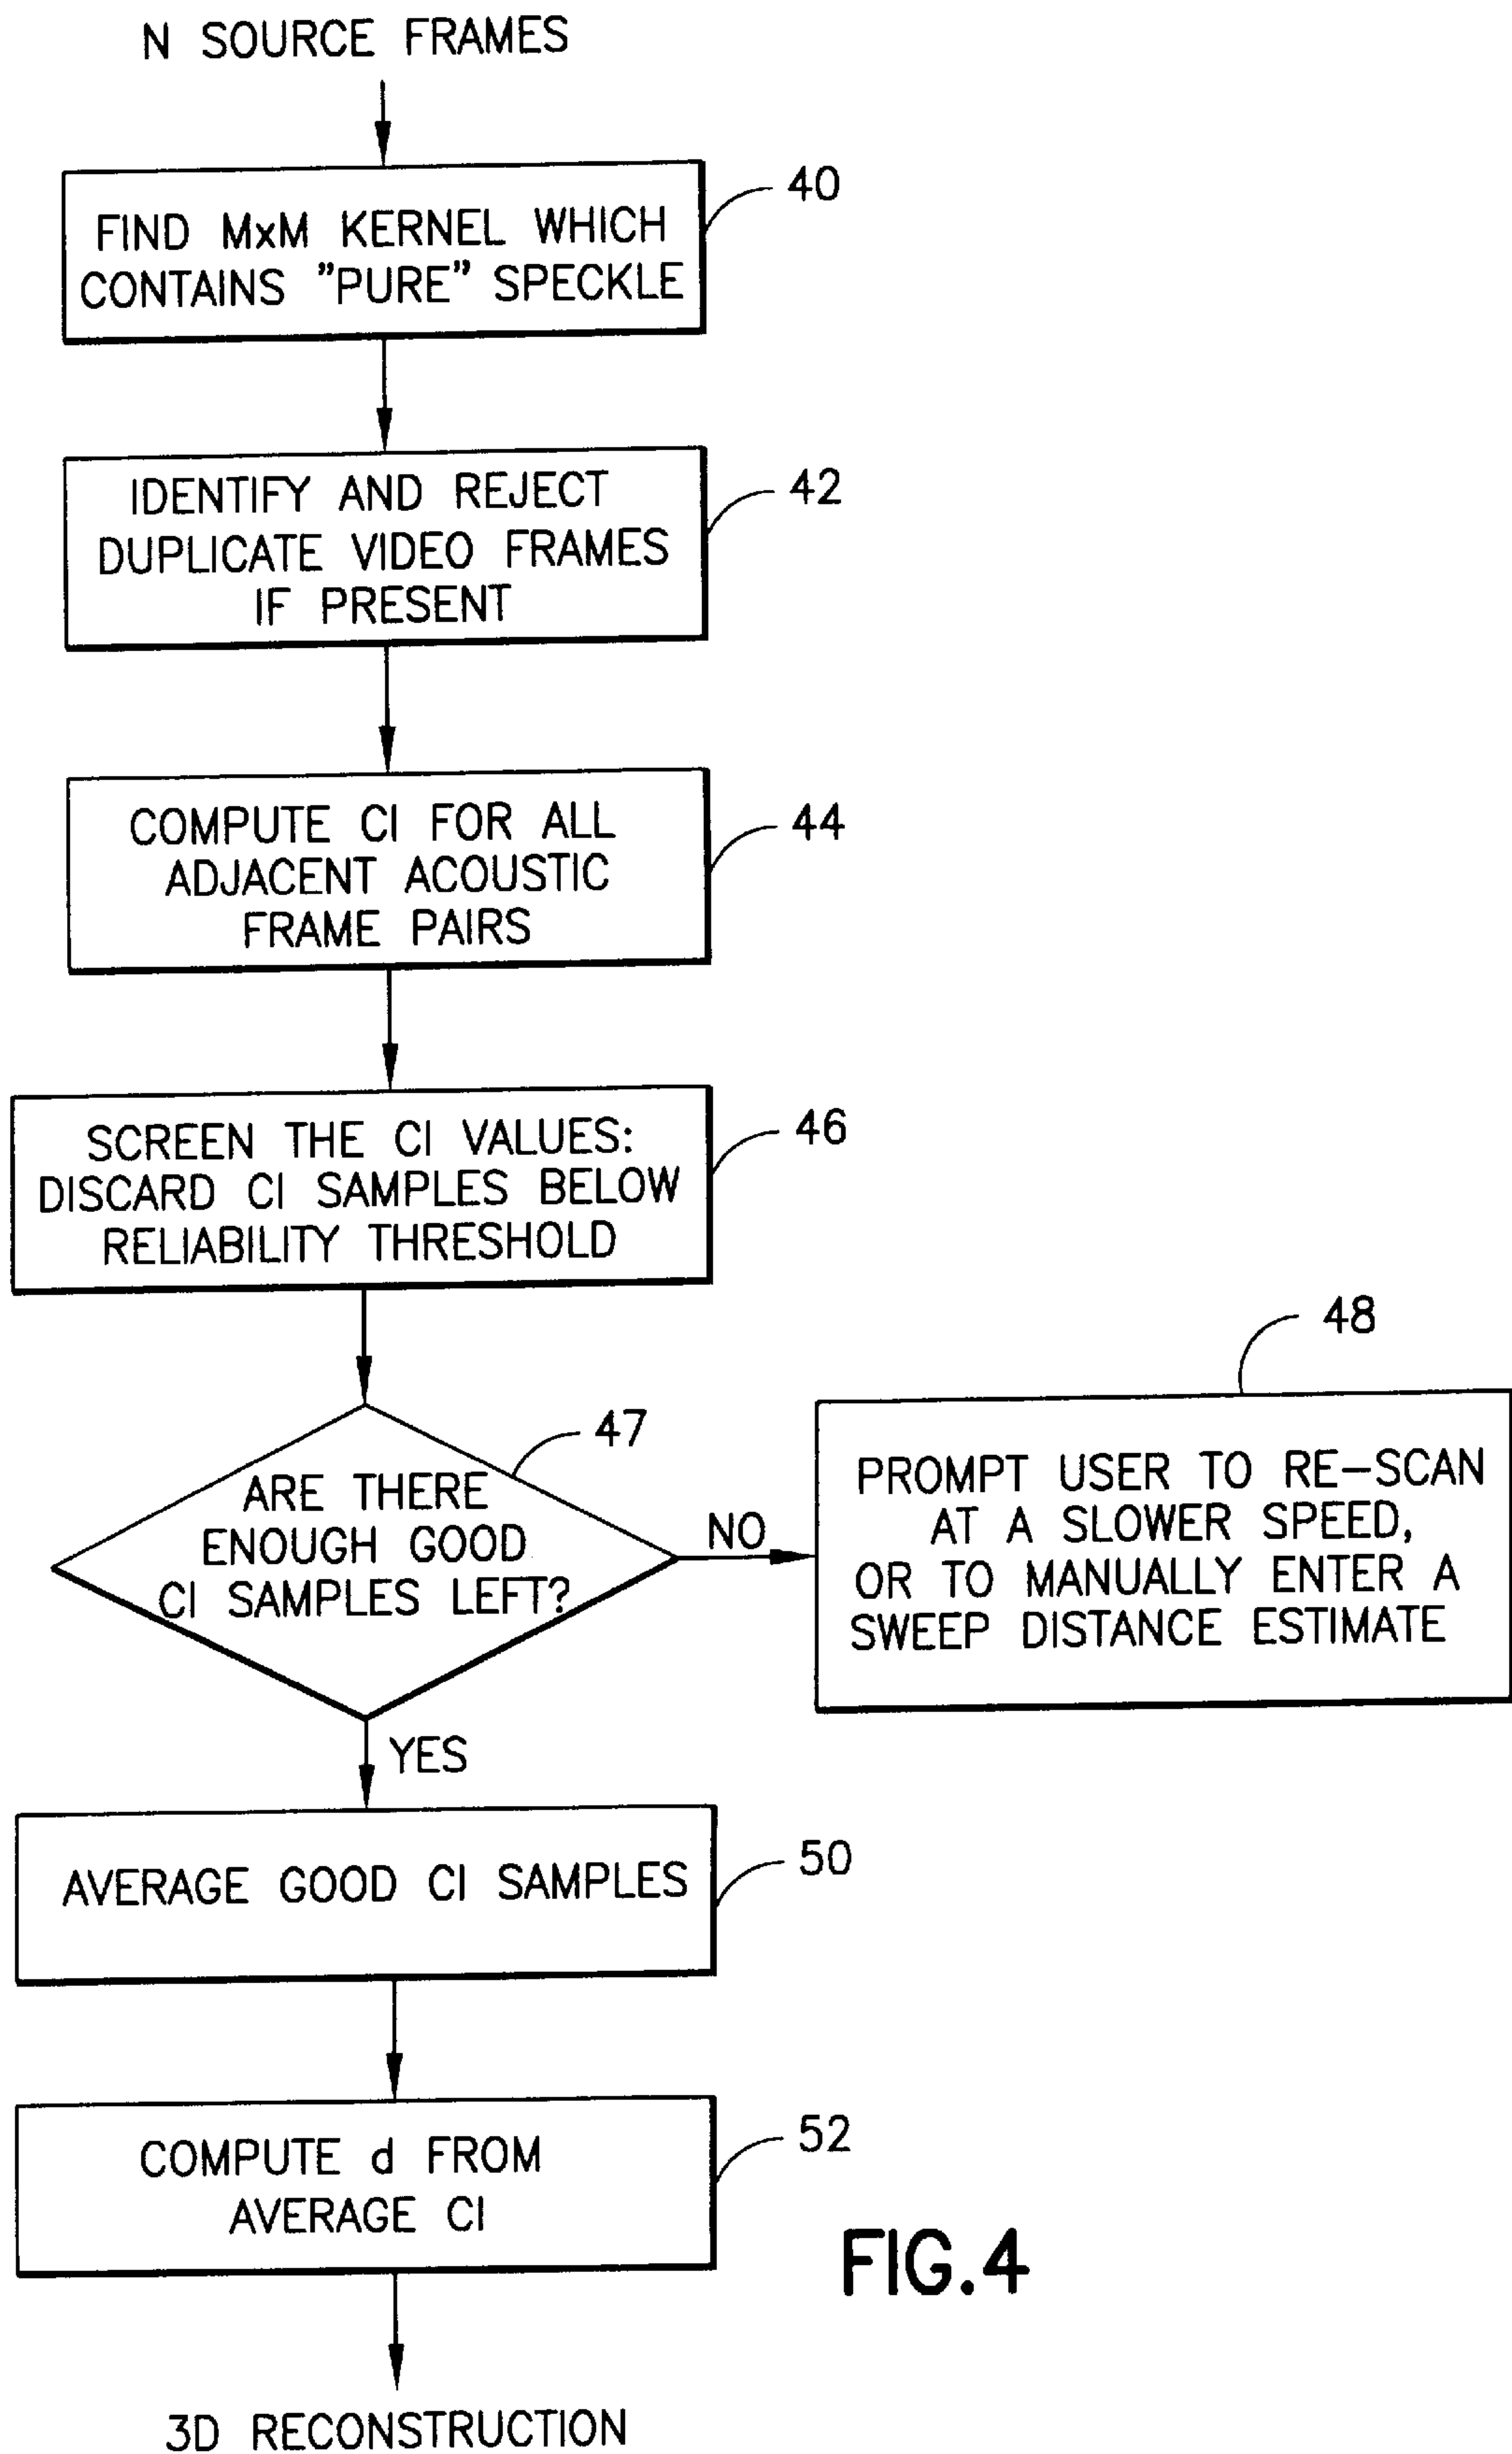 N SOURCE FRAMES
40
FIND MxM KERNEL WHICH
CONTAINS "PURE" SPECKLE
42
IDENTIFY AND REJECT
DUPLICATE VIDEO FRAMES
IF PRESENT
44
COMPUTE CI FOR ALL
ADJACENT ACOUSTIC
FRAME PAIRS
46
SCREEN THE CI VALUES:
DISCARD CI SAMPLES BELOW
RELIABILITY THRESHOLD
47
ARE THERE
ENOUGH GOOD
CI SAMPLES LEFT?
NO
48
PROMPT USER TO RE-SCAN
AT A SLOWER SPEED,
OR TO MANUALLY ENTER A
SWEEP DISTANCE ESTIMATE
YES
50
AVERAGE GOOD CI SAMPLES
52
COMPUTE d FROM
AVERAGE CI
FIG.4
3D RECONSTRUCTION